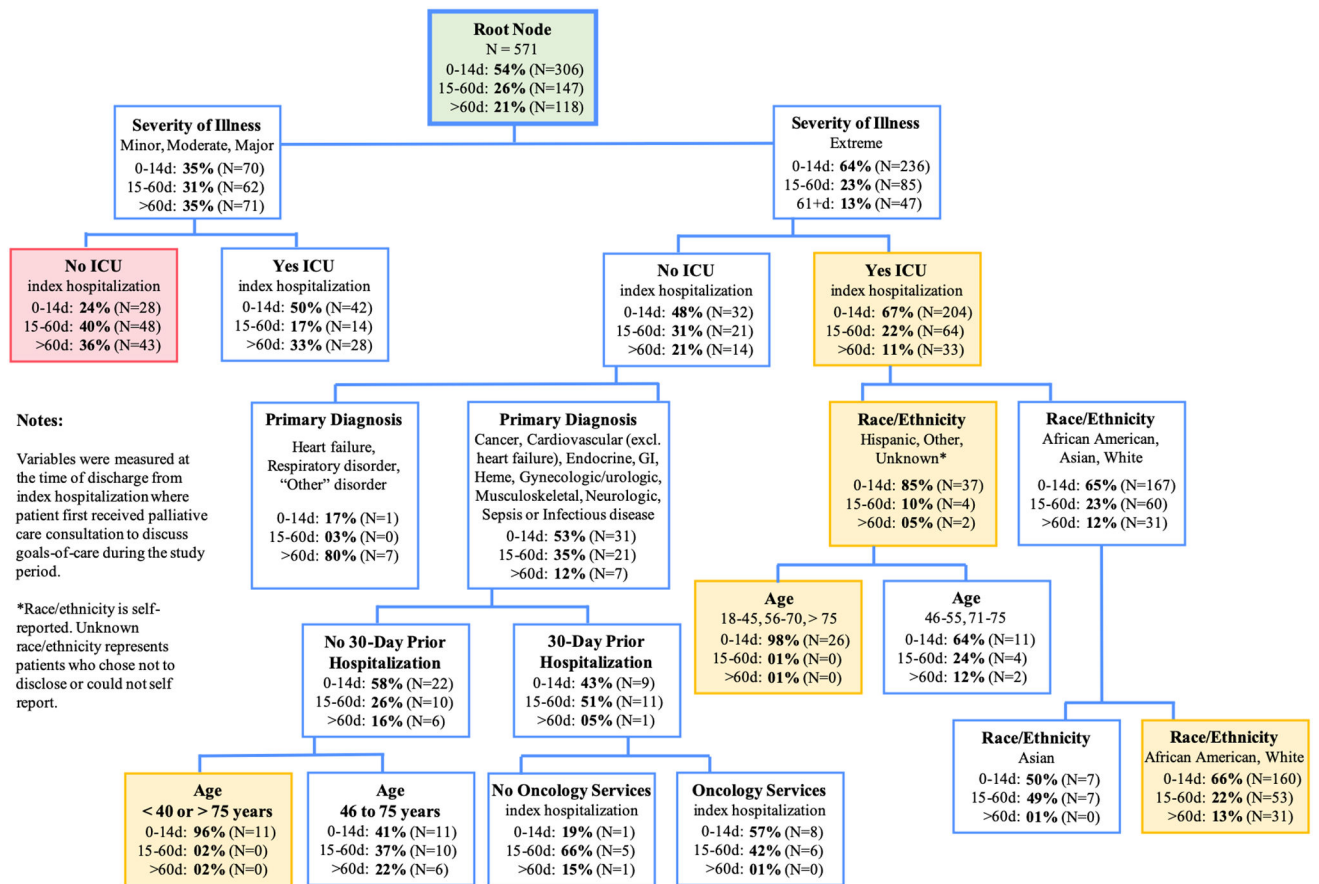 Root Node
N = 571
0-14d: 54% (N=306)
15-60d: 26% (N=147)
>60d: 21% (N=118)
Severity of Illness
Minor, Moderate, Major
0-14d: 35% (N=70)
15-60d: 31% (N=62)
>60d: 35% (N=71)
Severity of Illness
Extreme
0-14d: 64% (N=236)
15-60d: 23% (N=85)
61+d: 13% (N=47)
No ICU
index hospitalization
0-14d: 24% (N=28)
15-60d: 40% (N=48)
>60d: 36% (N=43)
Yes ICU
index hospitalization
0-14d: 50% (N=42)
15-60d: 17% (N=14)
>60d: 33% (N=28)
No ICU
index hospitalization
0-14d: 48% (N=32)
15-60d: 31% (N=21)
>60d: 21% (N=14)
Yes ICU
index hospitalization
0-14d: 67% (N=204)
15-60d: 22% (N=64)
>60d: 11% (N=33)
Notes:
Variables were measured at
the time of discharge from
index hospitalization where
patient first received palliative
care consultation to discuss
goals-of-care during the study
period.
*Race/ethnicity is self-
reported. Unknown
race/ethnicity represents
patients who chose not to
disclose or could not self
report.
Primary Diagnosis
Heart failure,
Respiratory disorder,
“Other” disorder
0-14d: 17% (N=1)
15-60d: 03% (N=0)
>60d: 80% (N=7)
Primary Diagnosis
Cancer, Cardiovascular (excl.
heart failure), Endocrine, GI,
Heme, Gynecologic/urologic,
Musculoskeletal, Neurologic,
Sepsis or Infectious disease
0-14d: 53% (N=31)
15-60d: 35% (N=21)
>60d: 12% (N=7)
Race/Ethnicity
Hispanic, Other,
Unknown*
0-14d: 85% (N=37)
15-60d: 10% (N=4)
>60d: 05% (N=2)
Race/Ethnicity
African American,
Asian, White
0-14d: 65% (N=167)
15-60d: 23% (N=60)
>60d: 12% (N=31)
No 30-Day Prior
Hospitalization
0-14d: 58% (N=22)
15-60d: 26% (N=10)
>60d: 16% (N=6)
30-Day Prior
Hospitalization
0-14d: 43% (N=9)
15-60d: 51% (N=11)
>60d: 05% (N=1)
Age
18-45, 56-70, > 75
0-14d: 98% (N=26)
15-60d: 01% (N=0)
>60d: 01% (N=0)
Age
46-55, 71-75
0-14d: 64% (N=11)
15-60d: 24% (N=4)
>60d: 12% (N=2)
Race/Ethnicity
Asian
0-14d: 50% (N=7)
15-60d: 49% (N=7)
>60d: 01% (N=0)
Race/Ethnicity
African American, White
0-14d: 66% (N=160)
15-60d: 22% (N=53)
>60d: 13% (N=31)
Age
< 40 or > 75 years
0-14d: 96% (N=11)
15-60d: 02% (N=0)
>60d: 02% (N=0)
Age
46 to 75 years
0-14d: 41% (N=11)
15-60d: 37% (N=10)
>60d: 22% (N=6)
No Oncology Services
index hospitalization
0-14d: 19% (N=1)
15-60d: 66% (N=5)
>60d: 15% (N=1)
Oncology Services
index hospitalization
0-14d: 57% (N=8)
15-60d: 42% (N=6)
>60d: 01% (N=0)